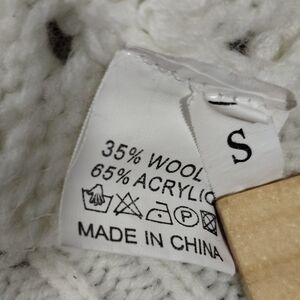 35% WOOL
65% ACRYLIC
P
MADE IN CHINA
S